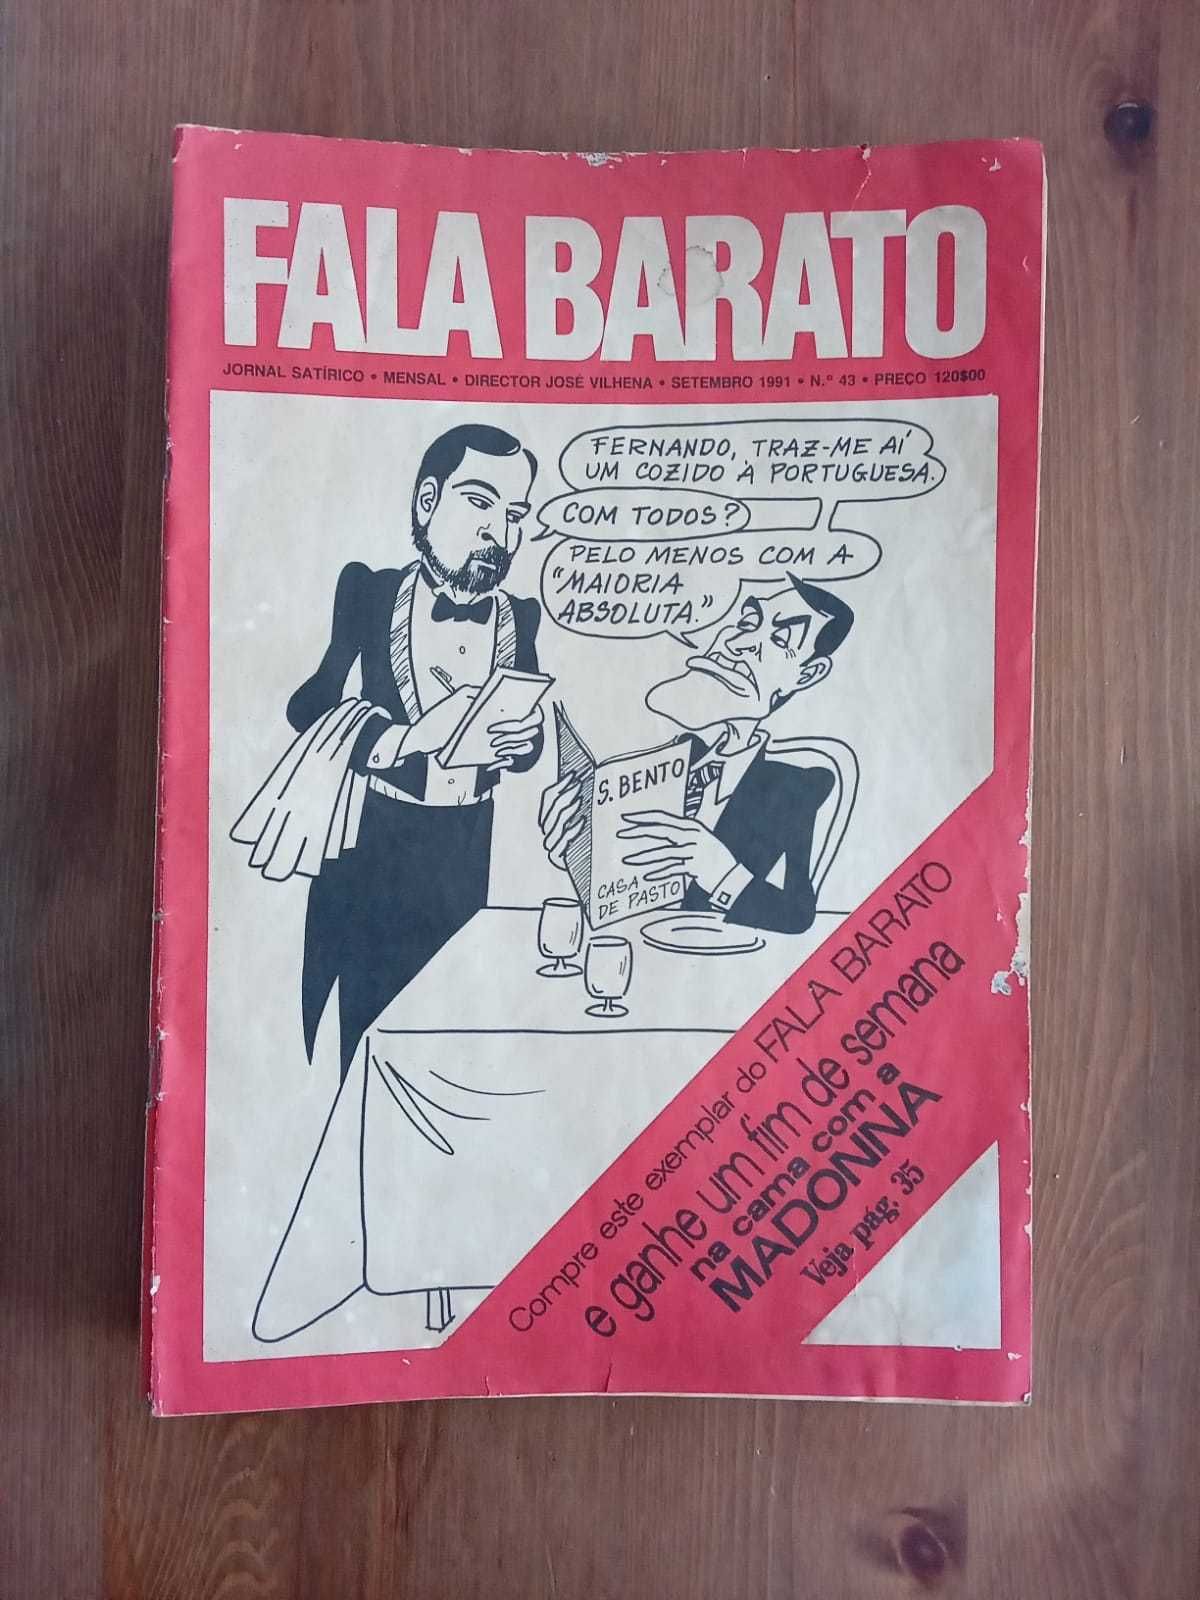 FALA BARATO
JORNAL SATÍRICO • MENSAL • DIRECTOR JOSÉ VILHENA • SETEMBRO 1991 • N.º 43 • PREÇO 120$00
FERNANDO, TRAZ-ME AÍ
UM COZIDO À PORTUGUESA.
COM TODOS?
PELO MENOS COM A
"MAIORIA
ABSOLUTA."
S. BENTO
CASA
DE PASTO
Compre este exemplar do FALA BARATO
e ganhe um fim de semana
na cama com a
MADONNA
Veja pág. 35